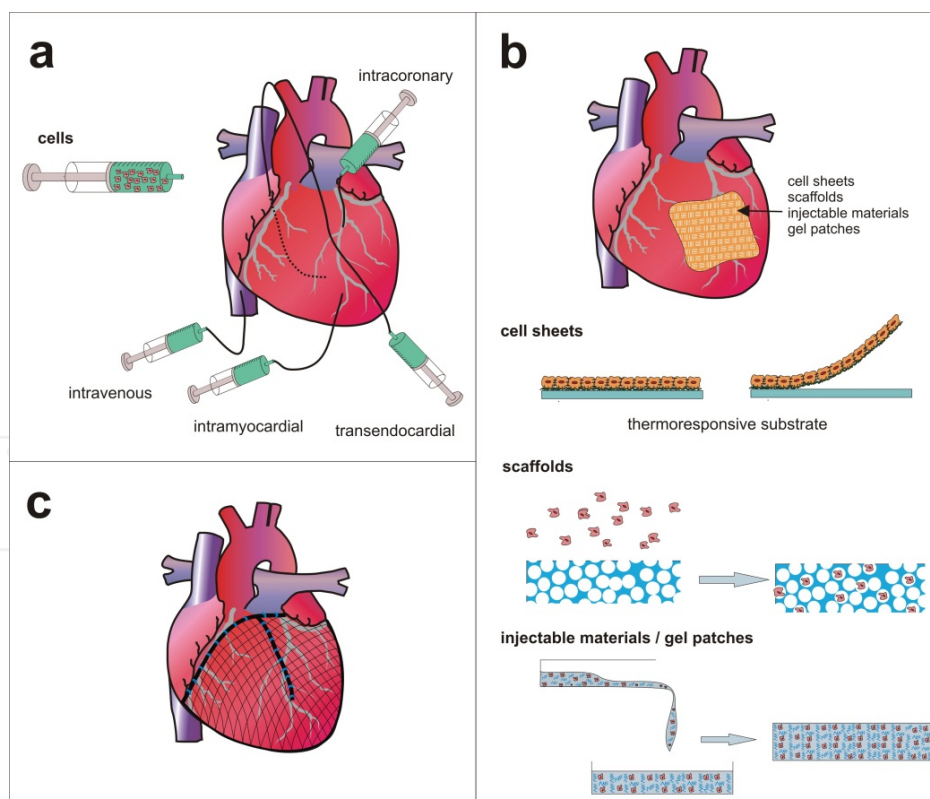 a
intracoronary
cells
intravenous
intramyocardial
transendocardial
b
cell sheets
scaffolds
injectable materials
gel patches
cell sheets
thermoresponsive substrate
scaffolds
injectable materials / gel patches
c